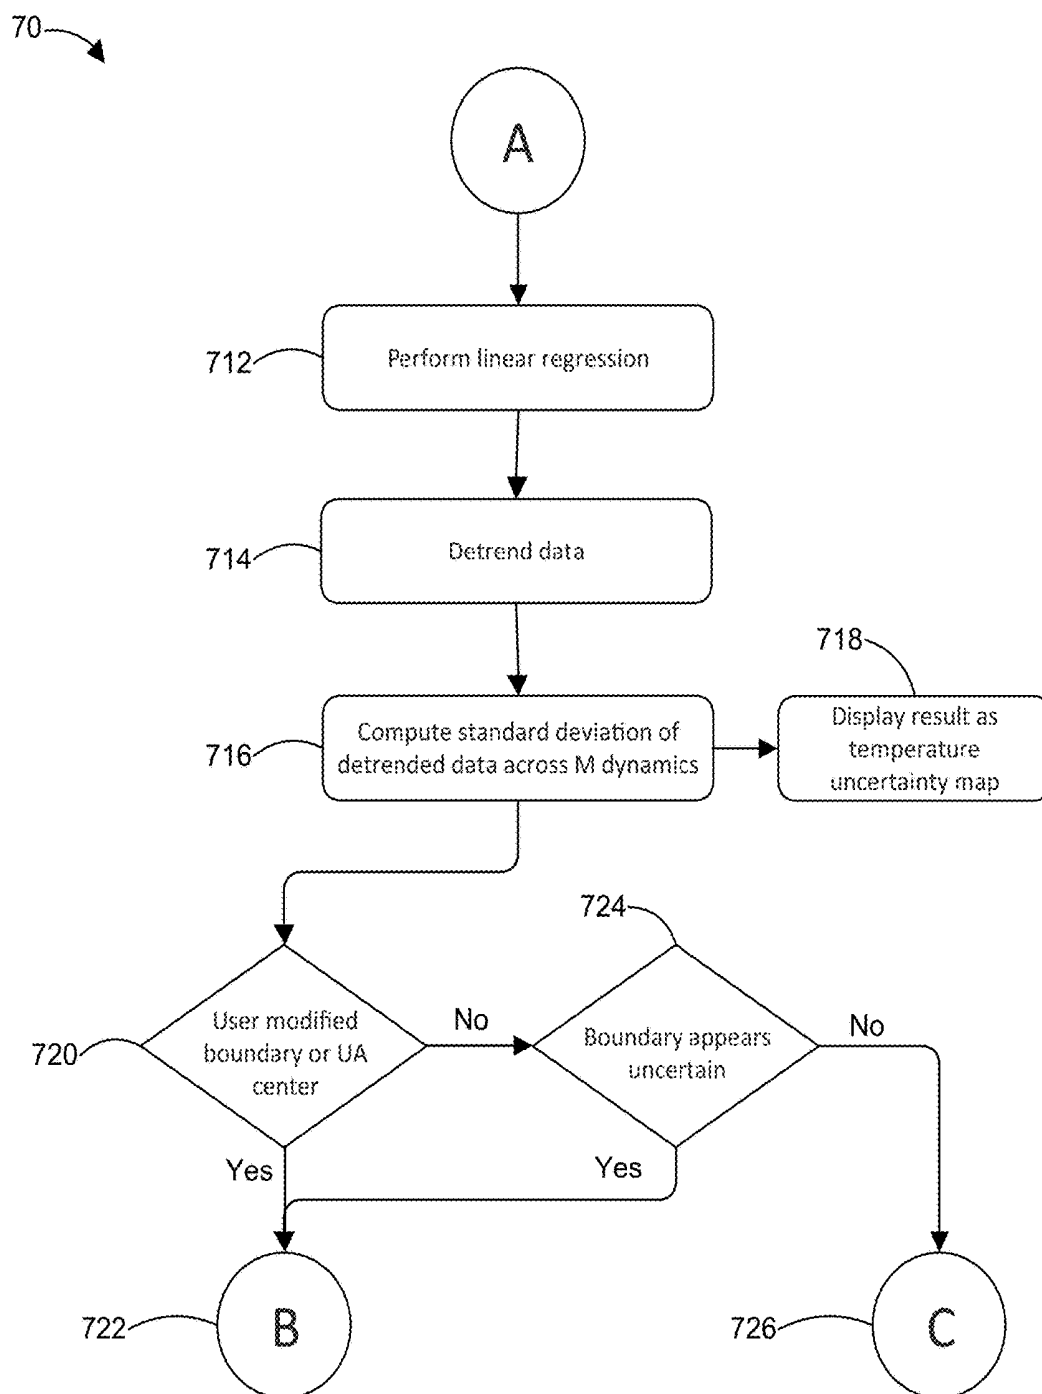 70
A
712
Perform linear regression
714
Detrend data
718
716
Compute standard deviation of
detrended data across M dynamics
Display result as
temperature
uncertainty map
724
720
User modified
boundary or UA
center
No
Boundary appears
uncertain
No
Yes
Yes
722
B
726
C